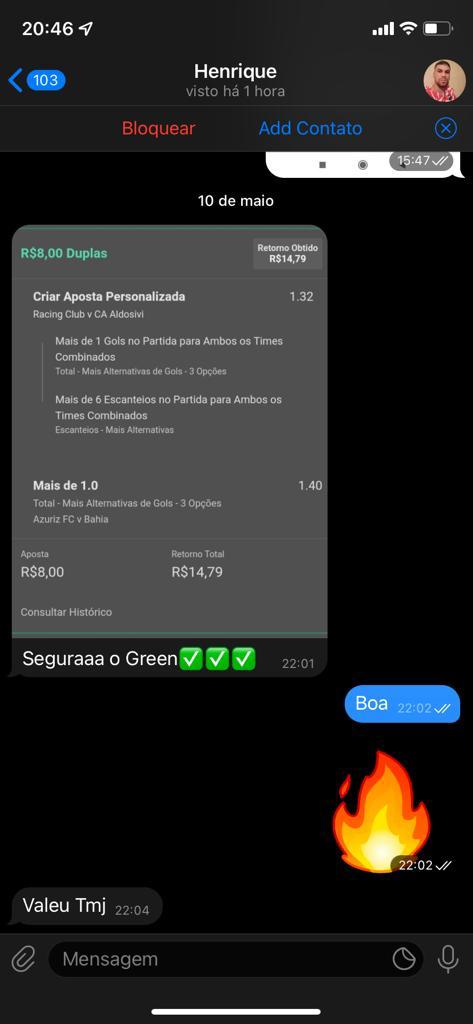 20:46
103
Henrique
visto há 1 hora
Bloquear
Add Contato
15:47
10 de maio
R$8,00 Duplas
Retorno Obtido
R$14,79
Criar Aposta Personalizada 1.32
Racing Club v CA Aldosivi
Mais de 1 Gols no Partida para Ambos os Times
Combinados
Total - Mais Alternativas de Gols - 3 Opções
Mais de 6 Escanteios no Partida para Ambos os
Times Combinados
Escanteios - Mais Alternativas
Mais de 1.0 1.40
Total - Mais Alternativas de Gols - 3 Opções
Azuriz FC v Bahia
Aposta Retorno Total
R$8,00 R$14,79
Consultar Histórico
Seguraaa o Green✅✅✅ 22:01
Boa 22:02
22:02
Valeu Tmj 22:04
Mensagem